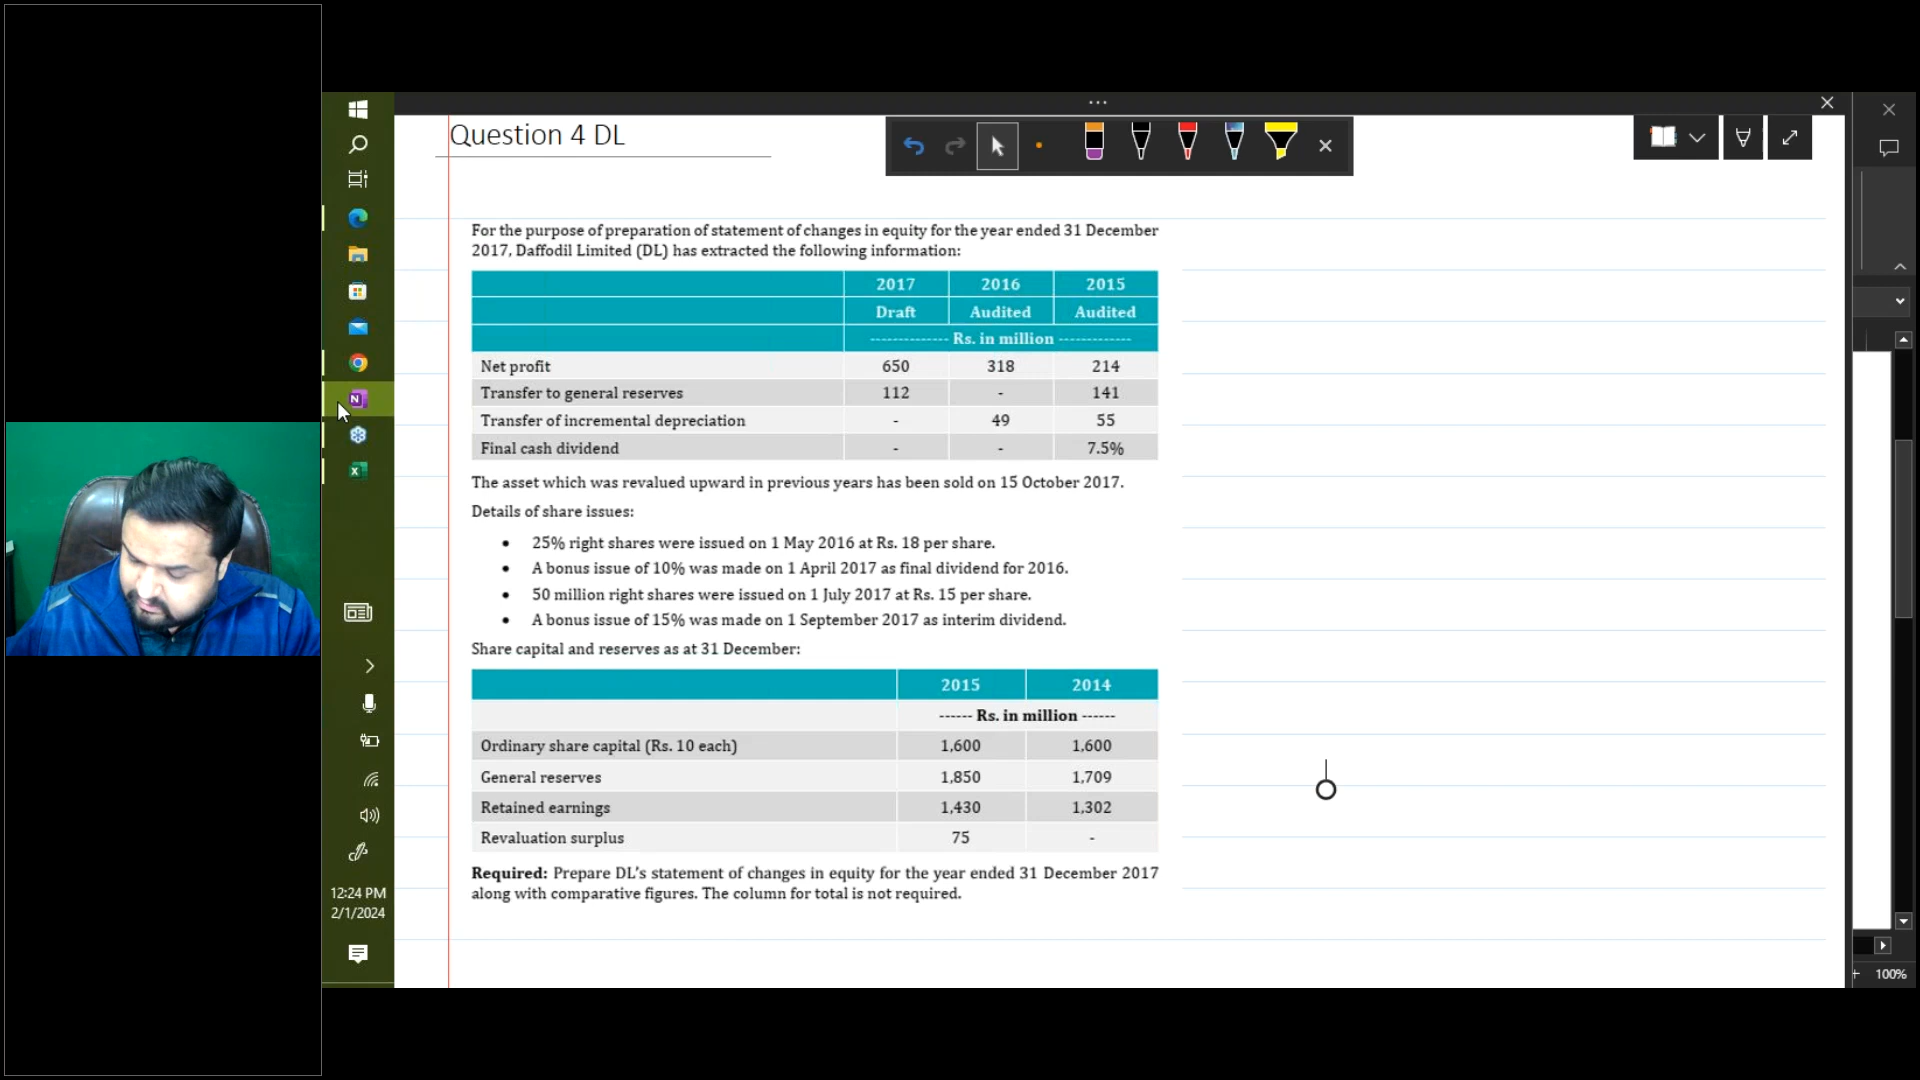 Question 4 DL
For the purpose of preparation of statement of changes in equity for the year ended 31 December
2017, Daffodil Limited (DL) has extracted the following information:
2017 2016 2015
Draft Audited Audited
-------------- Rs. in million -------------
Net profit 650 318 214
Transfer to general reserves 112 - 141
Transfer of incremental depreciation - 49 55
Final cash dividend - - 7.5%
The asset which was revalued upward in previous years has been sold on 15 October 2017.
Details of share issues:
• 25% right shares were issued on 1 May 2016 at Rs. 18 per share.
• A bonus issue of 10% was made on 1 April 2017 as final dividend for 2016.
• 50 million right shares were issued on 1 July 2017 at Rs. 15 per share.
• A bonus issue of 15% was made on 1 September 2017 as interim dividend.
Share capital and reserves as at 31 December:
2015 2014
------ Rs. in million ------
Ordinary share capital (Rs. 10 each) 1,600 1,600
General reserves 1,850 1,709
Retained earnings 1,430 1,302
Revaluation surplus 75 -
Required: Prepare DL's statement of changes in equity for the year ended 31 December 2017
along with comparative figures. The column for total is not required.
12:24 PM
2/1/2024
100%